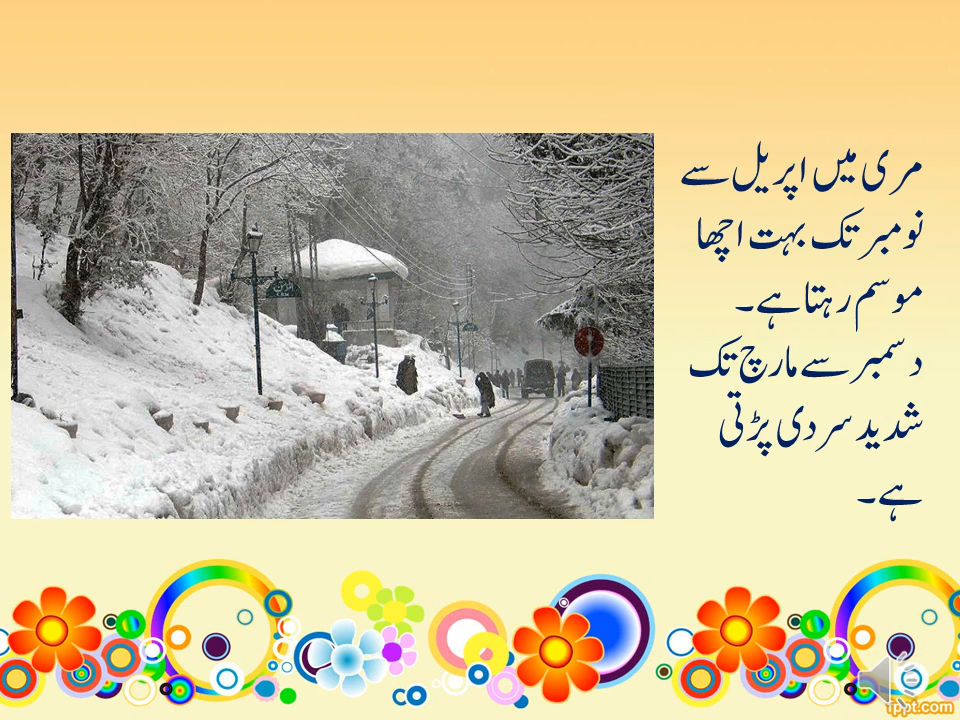 مری میں اپریل سے
نومبر تک بہت اچھا
موسم رہتا ہے۔
دسمبر سے مارچ تک
شدید سردی پڑتی
ہے۔
fppt.com